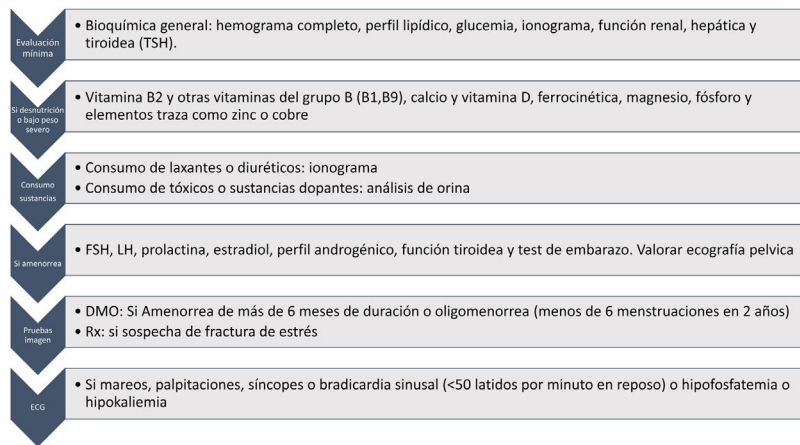 Evaluación
mínima
• Bioquímica general: hemograma completo, perfil lipídico, glucemia, ionograma, función renal, hepática y
tiroidea (TSH).
Si desnutrición
o bajo peso
severo
• Vitamina B2 y otras vitaminas del grupo B (B1,B9), calcio y vitamina D, ferrocinética, magnesio, fósforo y
elementos traza como zinc o cobre
Consumo
sustancias
• Consumo de laxantes o diuréticos: ionograma
• Consumo de tóxicos o sustancias dopantes: análisis de orina
Si amenorrea
• FSH, LH, prolactina, estradiol, perfil androgénico, función tiroidea y test de embarazo. Valorar ecografía pelvica
Pruebas
imagen
• DMO: Si Amenorrea de más de 6 meses de duración o oligomenorrea (menos de 6 menstruaciones en 2 años)
• Rx: si sospecha de fractura de estrés
ECG
• Si mareos, palpitaciones, síncopes o bradicardia sinusal (<50 latidos por minuto en reposo) o hipofosfatemia o
hipokaliemia